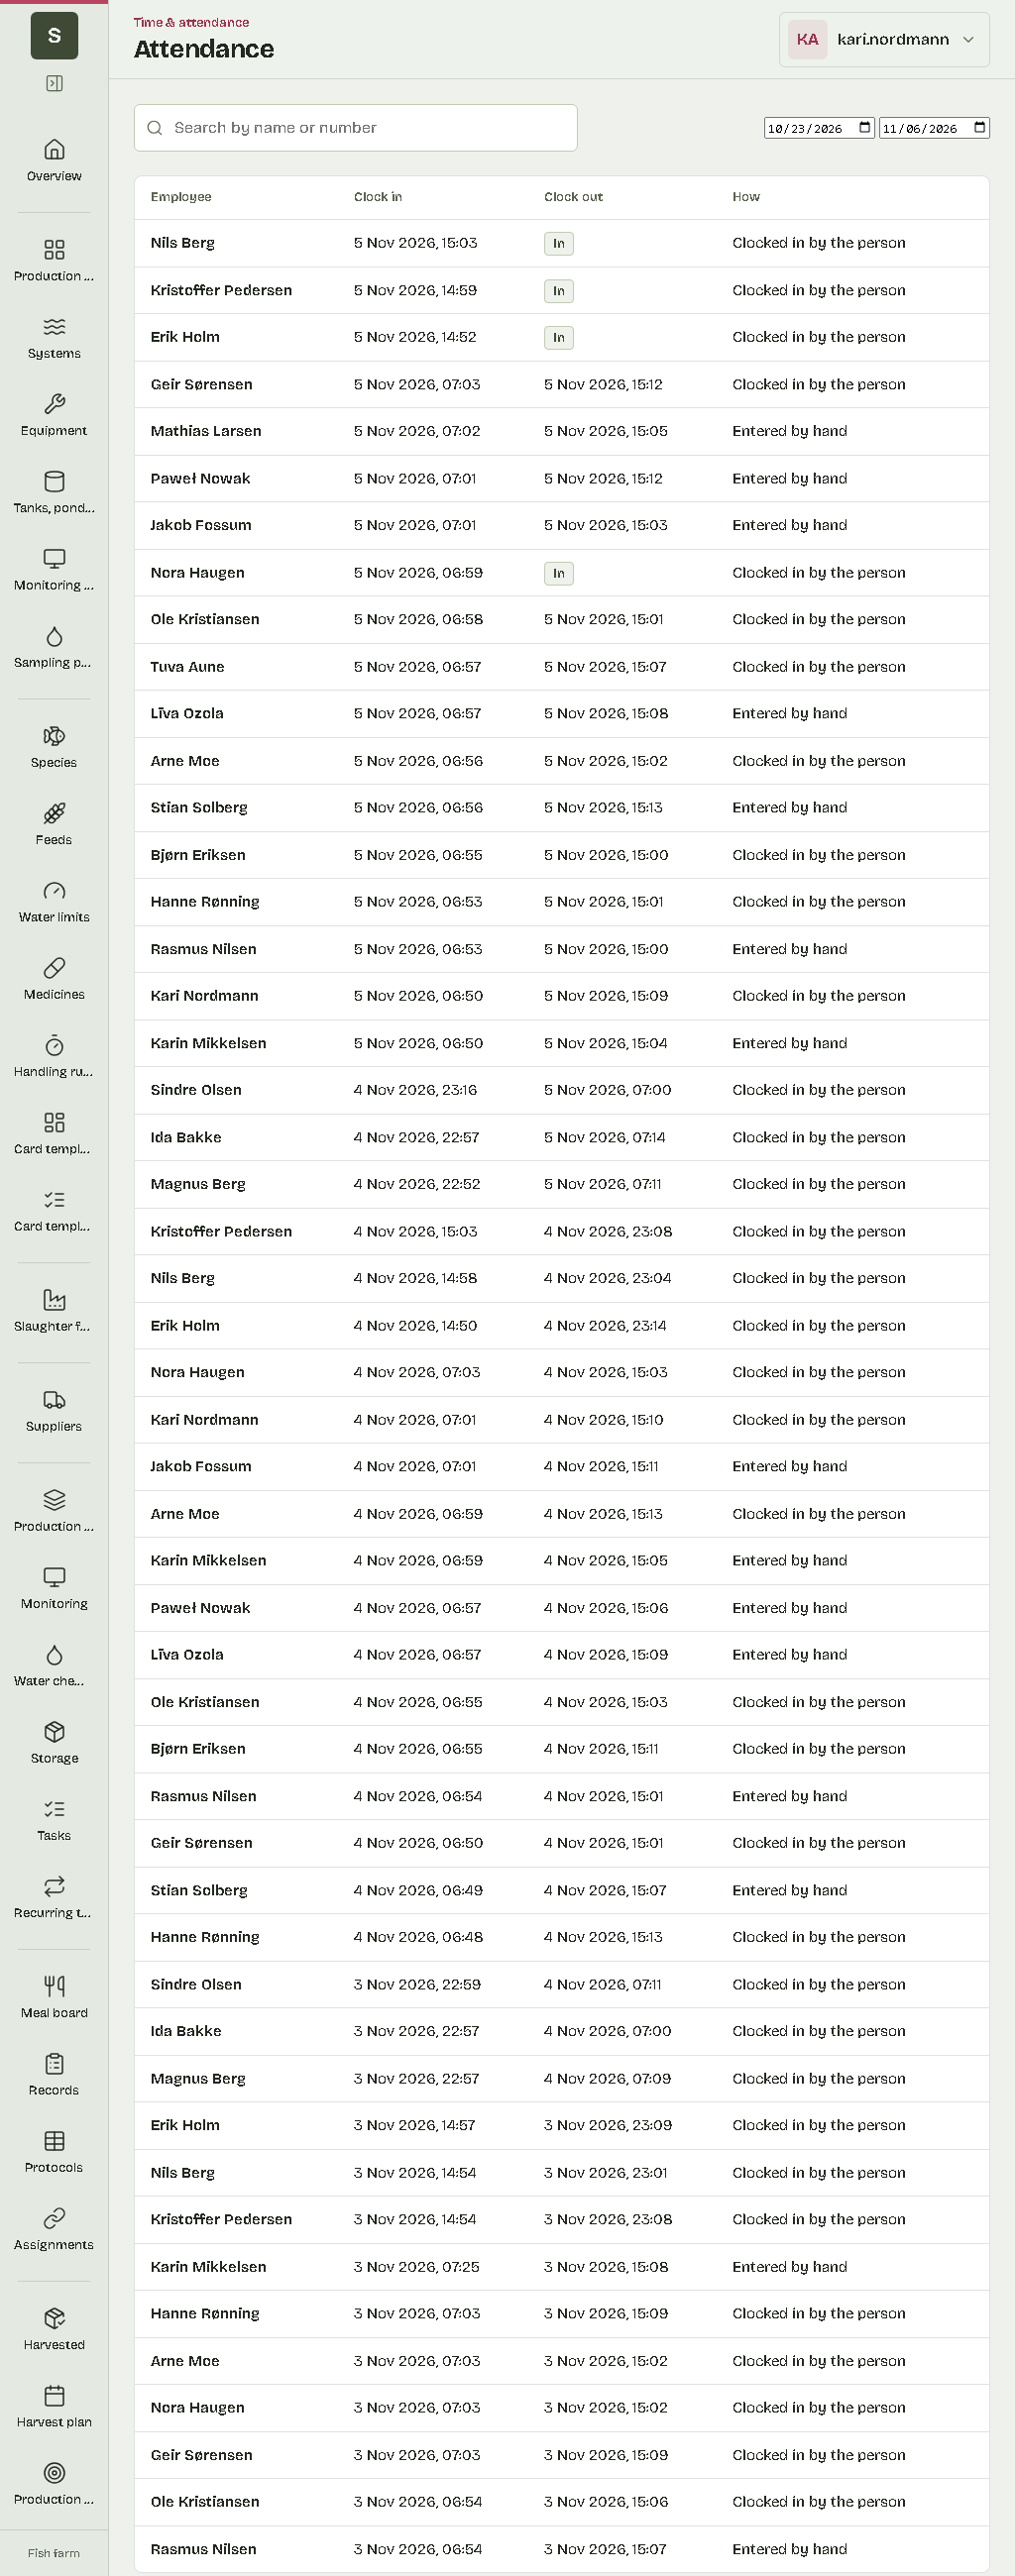 S
Overview
Production ...
Systems
Equipment
Tanks, pond...
Monitoring ...
Sampling p...
Species
Feeds
Water limits
Medicines
Handling ru...
Card templ...
Card templ...
Slaughter f...
Suppliers
Production ...
Monitoring
Water che...
Storage
Tasks
Recurring t...
Meal board
Records
Protocols
Assignments
Harvested
Harvest plan
Production ...
Fish farm
Time & attendance
Attendance
KA kari.nordmann
Search by name or number
10/23/2026 11/06/2026
Employee Clock in Clock out How
Nils Berg 5 Nov 2026, 15:03 In Clocked in by the person
Kristoffer Pedersen 5 Nov 2026, 14:59 In Clocked in by the person
Erik Holm 5 Nov 2026, 14:52 In Clocked in by the person
Geir Sørensen 5 Nov 2026, 07:03 5 Nov 2026, 15:12 Clocked in by the person
Mathias Larsen 5 Nov 2026, 07:02 5 Nov 2026, 15:05 Entered by hand
Paweł Nowak 5 Nov 2026, 07:01 5 Nov 2026, 15:12 Entered by hand
Jakob Fossum 5 Nov 2026, 07:01 5 Nov 2026, 15:03 Entered by hand
Nora Haugen 5 Nov 2026, 06:59 In Clocked in by the person
Ole Kristiansen 5 Nov 2026, 06:58 5 Nov 2026, 15:01 Clocked in by the person
Tuva Aune 5 Nov 2026, 06:57 5 Nov 2026, 15:07 Clocked in by the person
Līva Ozola 5 Nov 2026, 06:57 5 Nov 2026, 15:08 Entered by hand
Arne Moe 5 Nov 2026, 06:56 5 Nov 2026, 15:02 Clocked in by the person
Stian Solberg 5 Nov 2026, 06:56 5 Nov 2026, 15:13 Entered by hand
Bjørn Eriksen 5 Nov 2026, 06:55 5 Nov 2026, 15:00 Clocked in by the person
Hanne Rønning 5 Nov 2026, 06:53 5 Nov 2026, 15:01 Clocked in by the person
Rasmus Nilsen 5 Nov 2026, 06:53 5 Nov 2026, 15:00 Entered by hand
Kari Nordmann 5 Nov 2026, 06:50 5 Nov 2026, 15:09 Clocked in by the person
Karin Mikkelsen 5 Nov 2026, 06:50 5 Nov 2026, 15:04 Entered by hand
Sindre Olsen 4 Nov 2026, 23:16 5 Nov 2026, 07:00 Clocked in by the person
Ida Bakke 4 Nov 2026, 22:57 5 Nov 2026, 07:14 Clocked in by the person
Magnus Berg 4 Nov 2026, 22:52 5 Nov 2026, 07:11 Clocked in by the person
Kristoffer Pedersen 4 Nov 2026, 15:03 4 Nov 2026, 23:08 Clocked in by the person
Nils Berg 4 Nov 2026, 14:58 4 Nov 2026, 23:04 Clocked in by the person
Erik Holm 4 Nov 2026, 14:50 4 Nov 2026, 23:14 Clocked in by the person
Nora Haugen 4 Nov 2026, 07:03 4 Nov 2026, 15:03 Clocked in by the person
Kari Nordmann 4 Nov 2026, 07:01 4 Nov 2026, 15:10 Clocked in by the person
Jakob Fossum 4 Nov 2026, 07:01 4 Nov 2026, 15:11 Entered by hand
Arne Moe 4 Nov 2026, 06:59 4 Nov 2026, 15:13 Clocked in by the person
Karin Mikkelsen 4 Nov 2026, 06:59 4 Nov 2026, 15:05 Entered by hand
Paweł Nowak 4 Nov 2026, 06:57 4 Nov 2026, 15:06 Entered by hand
Līva Ozola 4 Nov 2026, 06:57 4 Nov 2026, 15:09 Entered by hand
Ole Kristiansen 4 Nov 2026, 06:55 4 Nov 2026, 15:03 Clocked in by the person
Bjørn Eriksen 4 Nov 2026, 06:55 4 Nov 2026, 15:11 Clocked in by the person
Rasmus Nilsen 4 Nov 2026, 06:54 4 Nov 2026, 15:01 Entered by hand
Geir Sørensen 4 Nov 2026, 06:50 4 Nov 2026, 15:01 Clocked in by the person
Stian Solberg 4 Nov 2026, 06:49 4 Nov 2026, 15:07 Entered by hand
Hanne Rønning 4 Nov 2026, 06:48 4 Nov 2026, 15:13 Clocked in by the person
Sindre Olsen 3 Nov 2026, 22:59 4 Nov 2026, 07:11 Clocked in by the person
Ida Bakke 3 Nov 2026, 22:57 4 Nov 2026, 07:00 Clocked in by the person
Magnus Berg 3 Nov 2026, 22:57 4 Nov 2026, 07:09 Clocked in by the person
Erik Holm 3 Nov 2026, 14:57 3 Nov 2026, 23:09 Clocked in by the person
Nils Berg 3 Nov 2026, 14:54 3 Nov 2026, 23:01 Clocked in by the person
Kristoffer Pedersen 3 Nov 2026, 14:54 3 Nov 2026, 23:08 Clocked in by the person
Karin Mikkelsen 3 Nov 2026, 07:25 3 Nov 2026, 15:08 Entered by hand
Hanne Rønning 3 Nov 2026, 07:03 3 Nov 2026, 15:09 Clocked in by the person
Arne Moe 3 Nov 2026, 07:03 3 Nov 2026, 15:02 Clocked in by the person
Nora Haugen 3 Nov 2026, 07:03 3 Nov 2026, 15:02 Clocked in by the person
Geir Sørensen 3 Nov 2026, 07:03 3 Nov 2026, 15:09 Clocked in by the person
Ole Kristiansen 3 Nov 2026, 06:54 3 Nov 2026, 15:06 Clocked in by the person
Rasmus Nilsen 3 Nov 2026, 06:54 3 Nov 2026, 15:07 Entered by hand